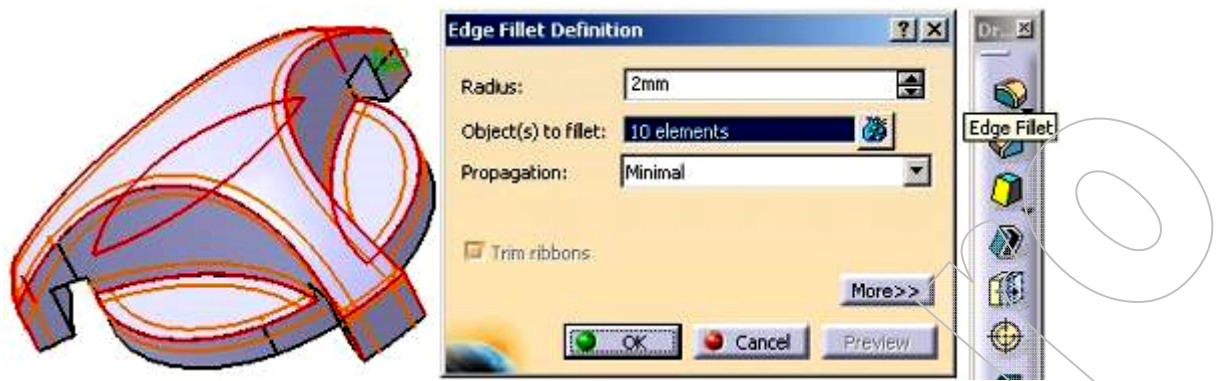 Edge Fillet Definition
Dr...
Radius: 2mm
Edge Fillet
Object(s) to fillet: 10 elements
Propagation: Minimal
Trim ribbons
More>>
OK Cancel Preview